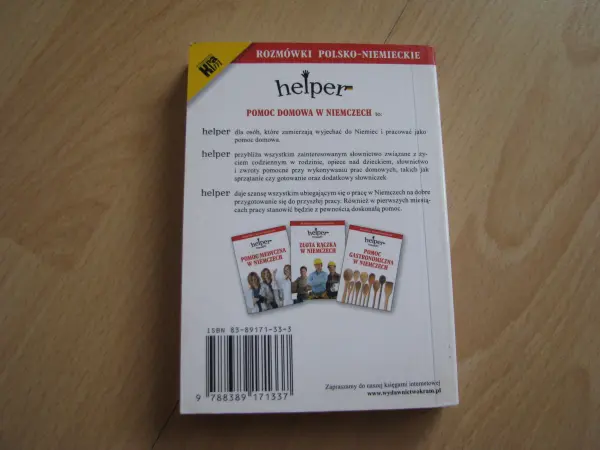 KRAM
ROZMÓWKI POLSKO-NIEMIECKIE
helper
POMOC DOMOWA W NIEMCZECH to:
helper dla osób, które zamierzają wyjechać do Niemiec i pracować jako
pomoc domowa.
helper przybliża wszystkim zainteresowanym słownictwo związane z ży-
ciem codziennym w rodzinie, opiece nad dzieckiem, słownictwo
i zwroty pomocne przy wykonywaniu prac domowych, takich jak
sprzątanie czy gotowanie oraz dodatkowy słowniczek
helper daje szansę wszystkim ubiegającym się o pracę w Niemczech na dobre
przygotowanie się do przyszłej pracy. Również w pierwszych miesią-
cach pracy stanowić będzie z pewnością doskonałą pomoc.
helper
POMOC MEDYCZNA
W NIEMCZECH
helper
ZŁOTA RĄCZKA
W NIEMCZECH
helper
POMOC
GASTRONOMICZNA
W NIEMCZECH
ISBN 83-89171-33-3
9 788389 171337
Zapraszamy do naszej księgarni internetowej
www.wydawnictwokram.pl